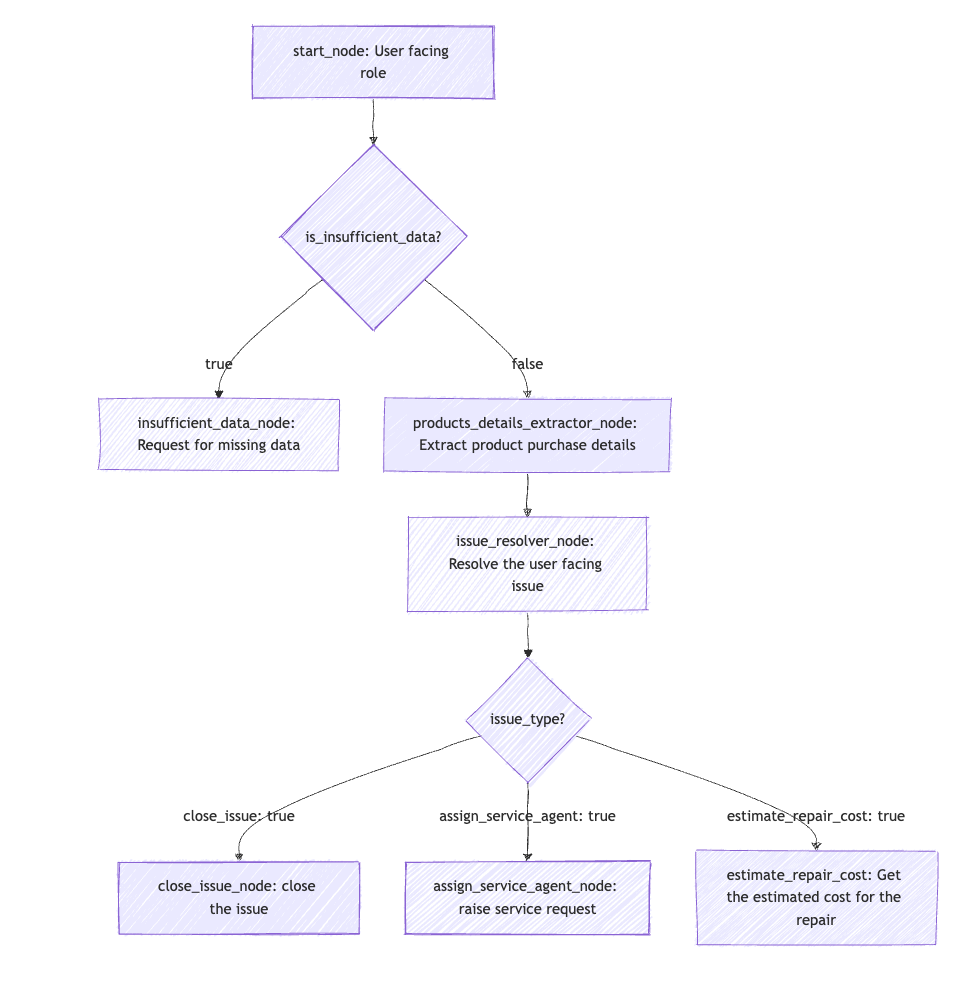 start_node: User facing
role
is_insufficient_data?
true
false
insufficient_data_node:
Request for missing data
products_details_extractor_node:
Extract product purchase details
issue_resolver_node:
Resolve the user facing
issue
issue_type?
close_issue: true
assign_service_agent: true
estimate_repair_cost: true
close_issue_node: close
the issue
assign_service_agent_node:
raise service request
estimate_repair_cost: Get
the estimated cost for the
repair